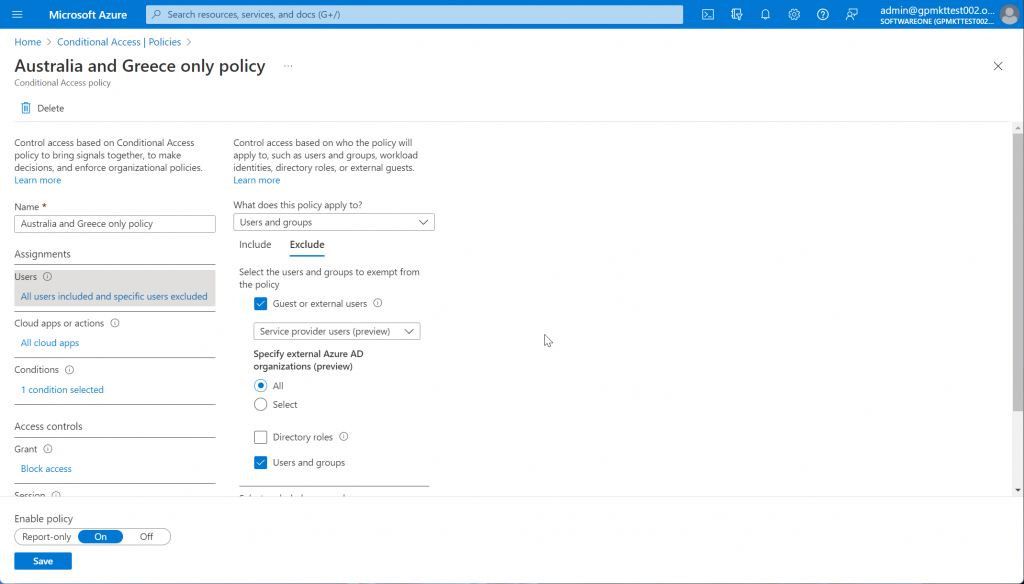 Microsoft Azure
Search resources, services, and docs (G+/)
admin@gpmkttest002.o...
SOFTWAREONE (GPMKTTEST002...
Home > Conditional Access | Policies >
Australia and Greece only policy ...
Conditional Access policy
Delete
Control access based on Conditional Access
policy to bring signals together, to make
decisions, and enforce organizational policies.
Learn more
Name *
Australia and Greece only policy
Assignments
Users
All users included and specific users excluded
Cloud apps or actions
All cloud apps
Conditions
1 condition selected
Access controls
Grant
Block access
Session
Control access based on who the policy will
apply to, such as users and groups, workload
identities, directory roles, or external guests.
Learn more
What does this policy apply to?
Users and groups
Include Exclude
Select the users and groups to exempt from
the policy
Guest or external users
Service provider users (preview)
Specify external Azure AD
organizations (preview)
All
Select
Directory roles
Users and groups
Enable policy
Report-only On Off
Save